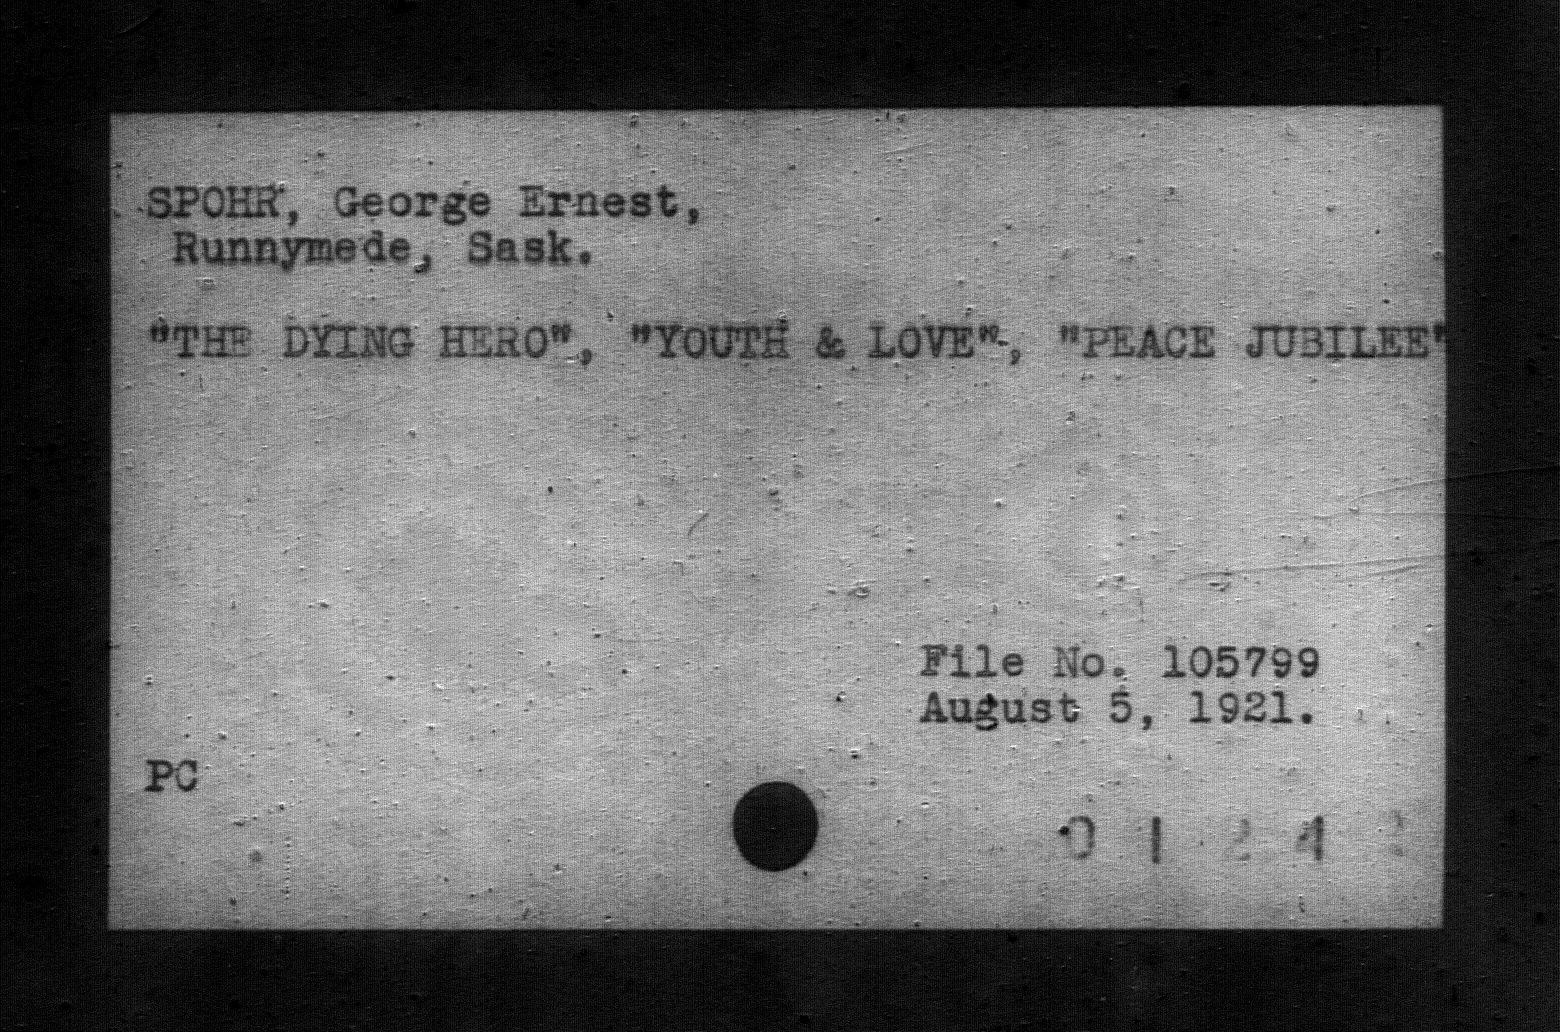 SPOHR, George Ernest,
Runnymede, Sask.
"THE DYING HERO", "YOUTH & LOVE", "PEACE JUBILEE"
File No. 105799
August 5, 1921.
PC